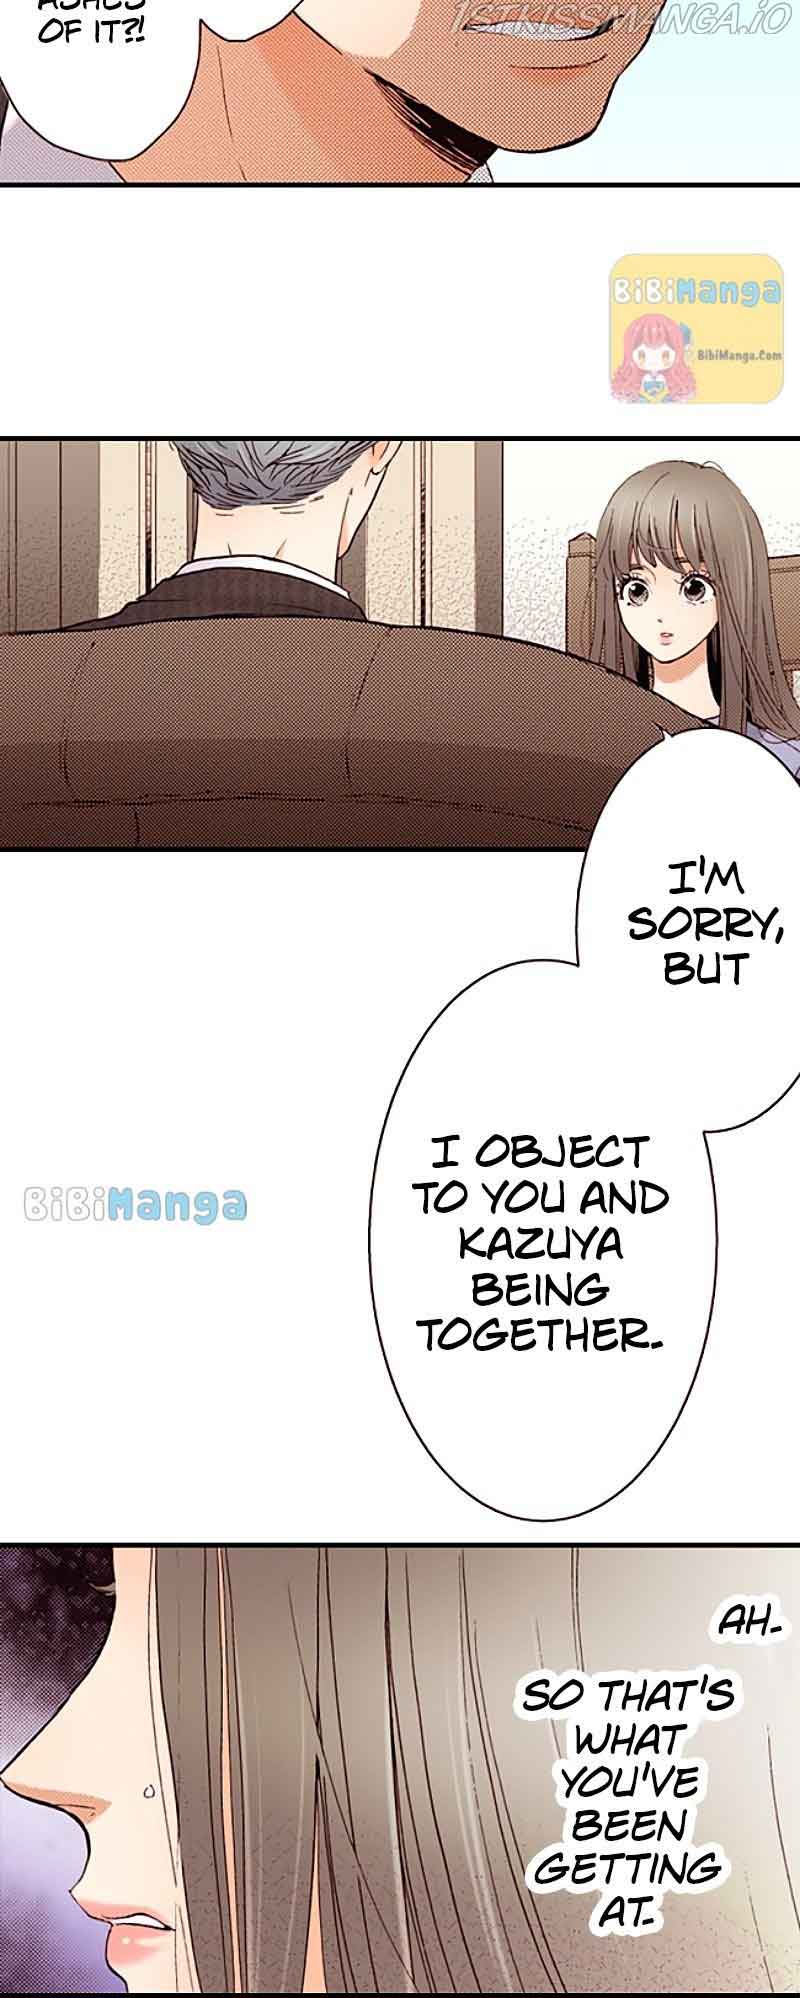 1STKISSMANGA.IO
OF IT?!
BiBiManga
BibiManga.Com
I'M
SORRY,
BUT
I OBJECT
TO YOU AND
KAZUYA
BEING
TOGETHER.
BiBiManga
AH.
SO THAT'S
WHAT
YOU'VE
BEEN
GETTING
AT.